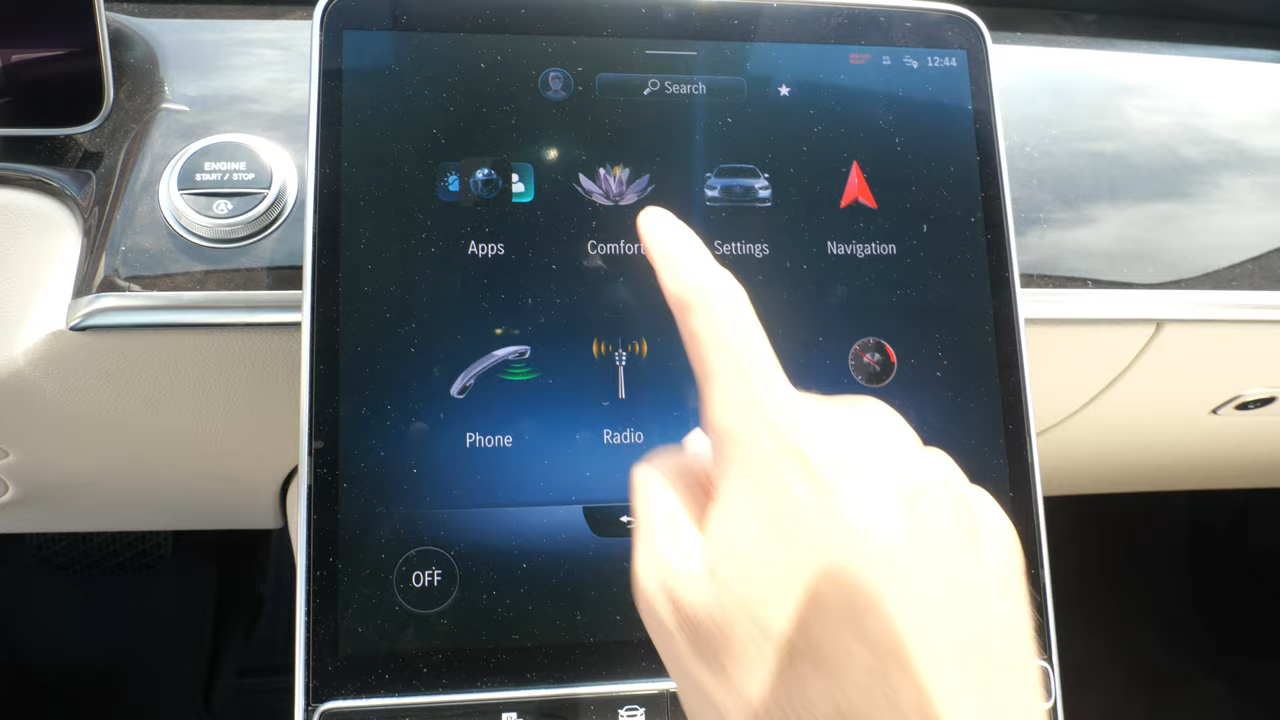 12:44
Search
ENGINE
START / STOP
Apps
Comfort
Settings
Navigation
Phone
Radio
OFF